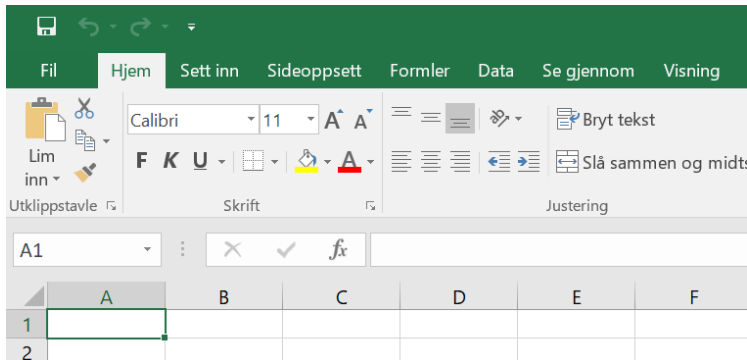 Fil Hjem Sett inn Sideoppsett Formler Data Se gjennom Visning
Calibri 11 A A Bryt tekst
Lim
inn F K U A Slå sammen og midts
Utklippstavle Skrift Justering
A1 fx
A B C D E F
1
2